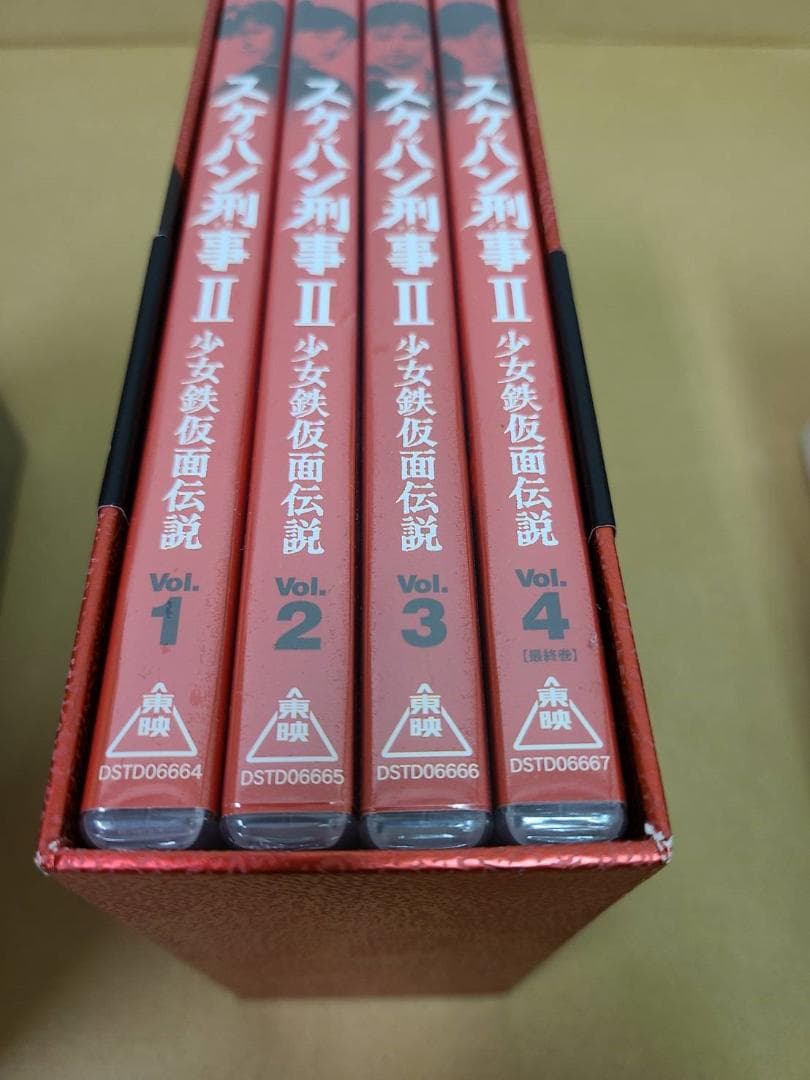 スケバン刑事II
少女鉄仮面伝説
Vol.
1
東映
DSTD06664
スケバン刑事II
少女鉄仮面伝説
Vol.
2
東映
DSTD06665
スケバン刑事II
少女鉄仮面伝説
Vol.
3
東映
DSTD06666
スケバン刑事II
少女鉄仮面伝説
Vol.
4
【最終巻】
東映
DSTD06667